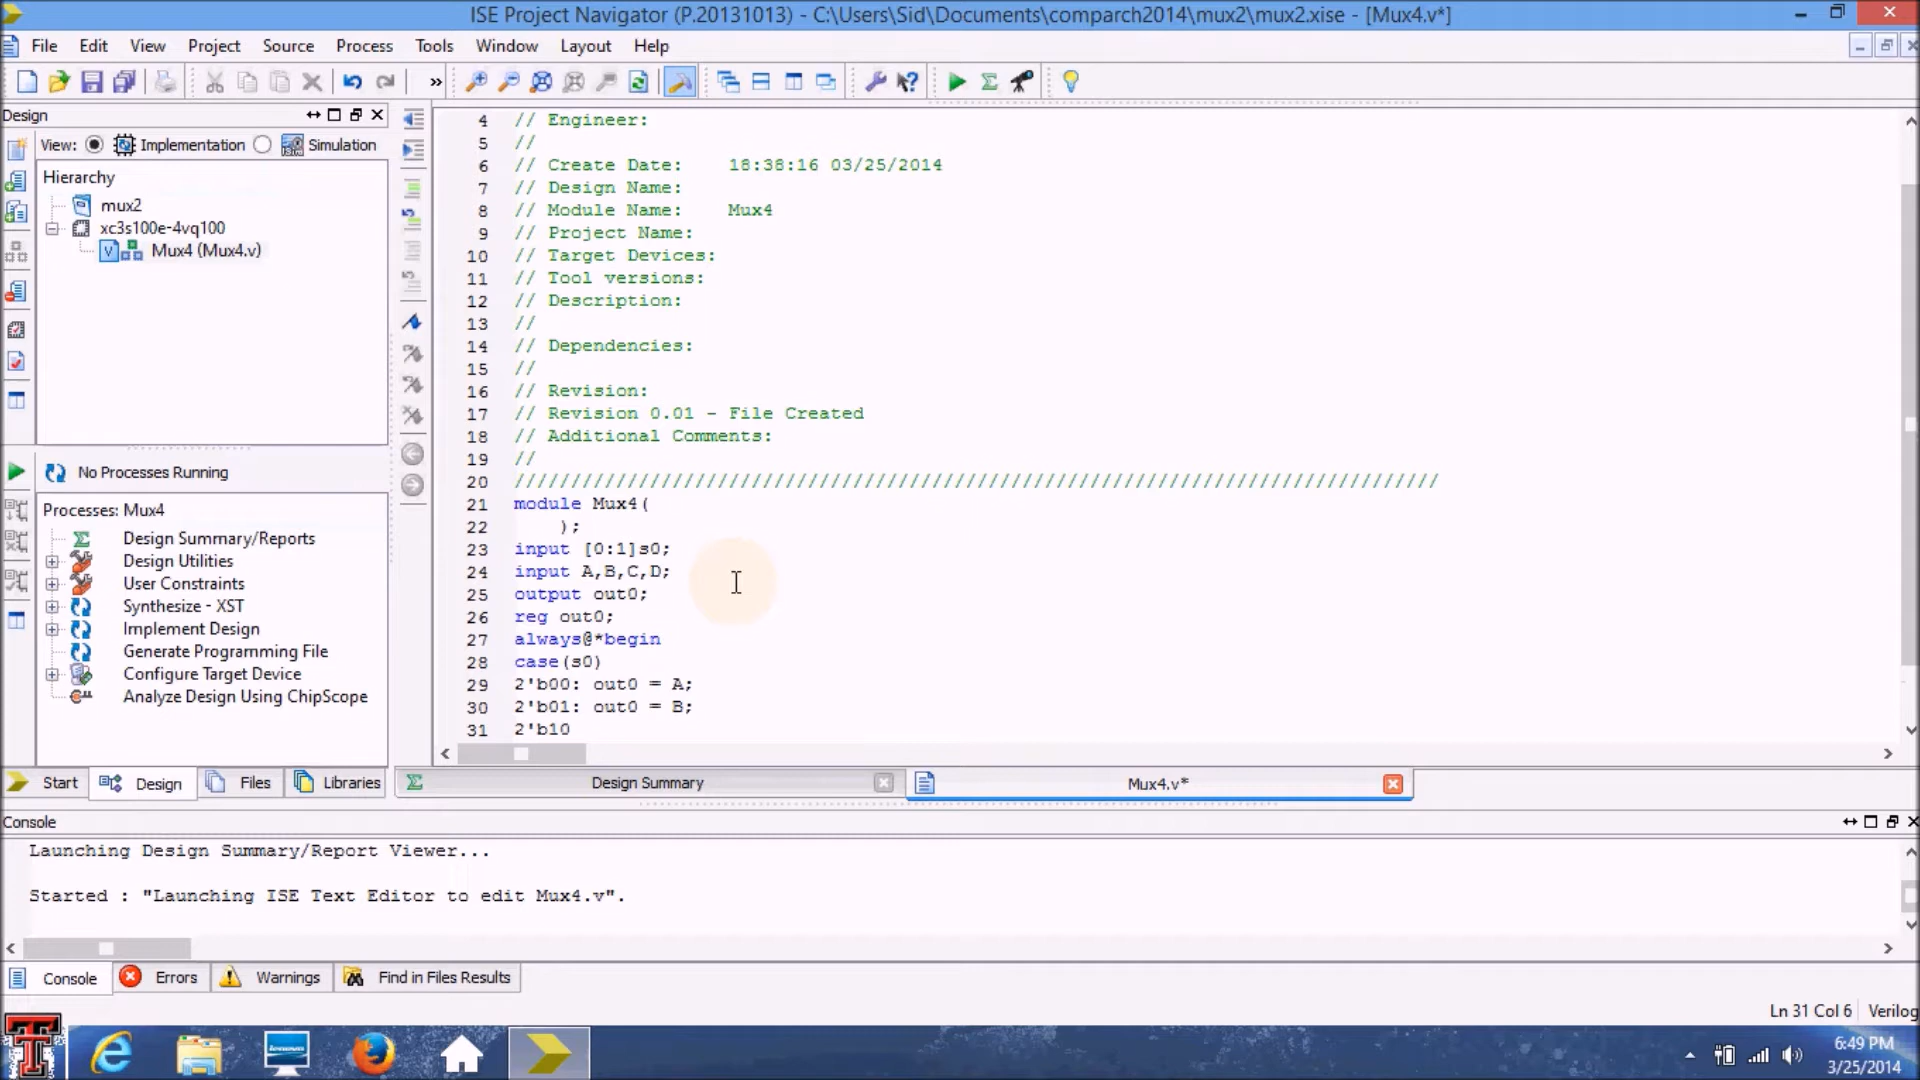 ISE Project Navigator (P.20131013) - C:\Users\Sid\Documents\comparch2014\mux2\mux2.xise - [Mux4.v*]
File Edit View Project Source Process Tools Window Layout Help
Design
View: Implementation Simulation
Hierarchy
mux2
xc3s100e-4vq100
Mux4 (Mux4.v)
No Processes Running
Processes: Mux4
Design Summary/Reports
Design Utilities
User Constraints
Synthesize - XST
Implement Design
Generate Programming File
Configure Target Device
Analyze Design Using ChipScope
Start Design Files Libraries
4 // Engineer:
5 //
6 // Create Date: 18:38:16 03/25/2014
7 // Design Name:
8 // Module Name: Mux4
9 // Project Name:
10 // Target Devices:
11 // Tool versions:
12 // Description:
13 //
14 // Dependencies:
15 //
16 // Revision:
17 // Revision 0.01 - File Created
18 // Additional Comments:
19 //
20 //////////////////////////////////////////////////////////////////////////////////
21 module Mux4(
22 );
23 input [0:1]s0;
24 input A,B,C,D;
25 output out0;
26 reg out0;
27 always@*begin
28 case(s0)
29 2'b00: out0 = A;
30 2'b01: out0 = B;
31 2'b10
Design Summary Mux4.v*
Console
Launching Design Summary/Report Viewer...
Started : "Launching ISE Text Editor to edit Mux4.v".
Console Errors Warnings Find in Files Results
Ln 31 Col 6 Verilog
6:49 PM
3/25/2014